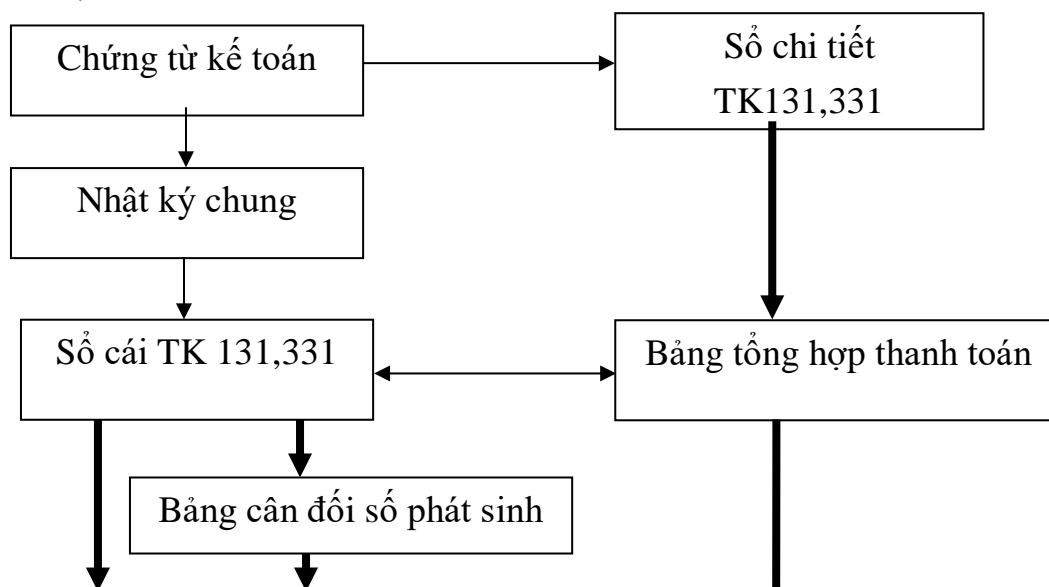 Chứng từ kế toán
Sổ chi tiết
TK131,331
Nhật ký chung
Sổ cái TK 131,331
Bảng tổng hợp thanh toán
Bảng cân đối số phát sinh